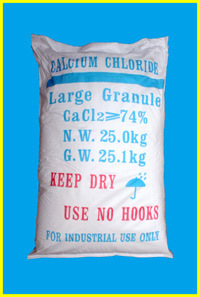 CALCIUM CHLORIDE
Large Granule
CaCl2≥74%
N.W. 25.0kg
G.W. 25.1kg
KEEP DRY
USE NO HOOKS
FOR INDUSTRIAL USE ONLY